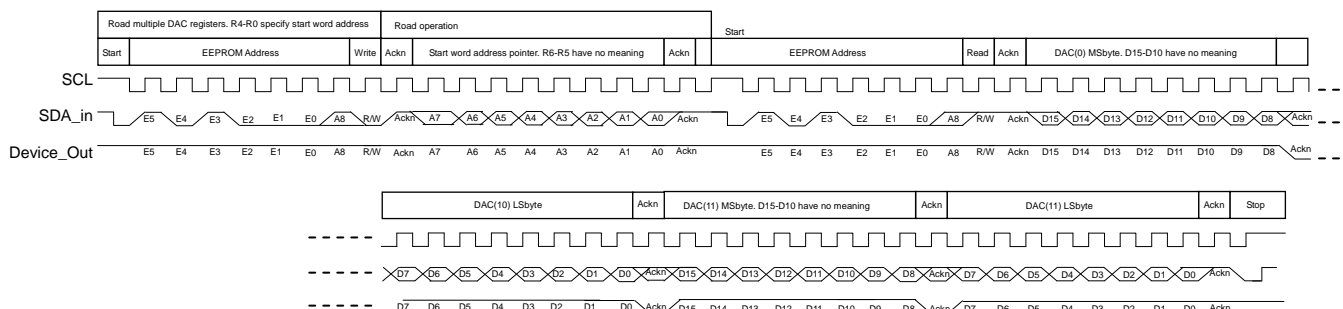 Road multiple DAC registers. R4-R0 specify start word address Road operation
Start
Start EEPROM Address Write Ackn Start word address pointer. R6-R5 have no meaning Ackn EEPROM Address Read Ackn DAC(0) MSbyte. D15-D10 have no meaning
SCL
SDA_in E5 E4 E3 E2 E1 E0 A8 R/W Ackn A7 A6 A5 A4 A3 A2 A1 A0 Ackn E5 E4 E3 E2 E1 E0 A8 R/W Ackn D15 D14 D13 D12 D11 D10 D9 D8 Ackn
Device_Out E5 E4 E3 E2 E1 E0 A8 R/W Ackn A7 A6 A5 A4 A3 A2 A1 A0 Ackn E5 E4 E3 E2 E1 E0 A8 R/W Ackn D15 D14 D13 D12 D11 D10 D9 D8 Ackn
DAC(10) LSbyte Ackn DAC(11) MSbyte. D15-D10 have no meaning Ackn DAC(11) LSbyte Ackn Stop
D7 D6 D5 D4 D3 D2 D1 D0 Ackn D15 D14 D13 D12 D11 D10 D9 D8 Ackn D7 D6 D5 D4 D3 D2 D1 D0 Ackn
D7 D6 D5 D4 D3 D2 D1 D0 Ackn D15 D14 D13 D12 D11 D10 D9 D8 Ackn D7 D6 D5 D4 D3 D2 D1 D0 Ackn